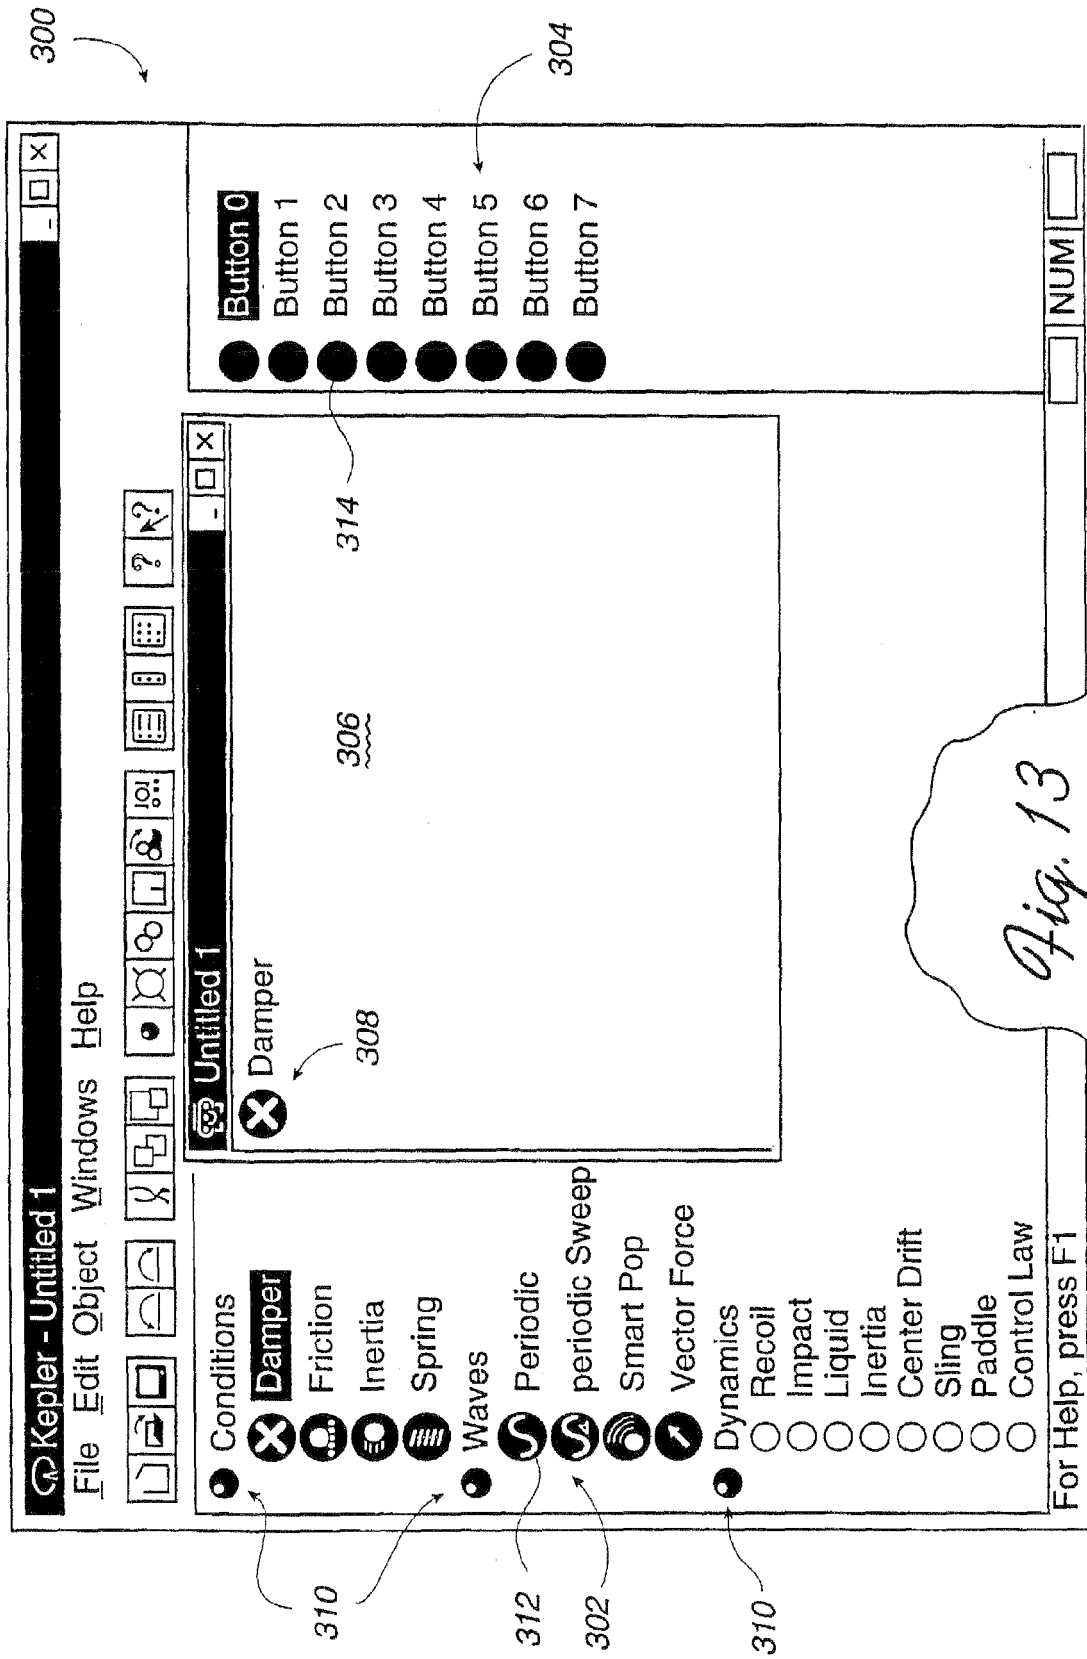 300
Kepler - Untitled 1
File Edit Object Windows Help
Conditions
Damper
Friction
Inertia
Spring
Waves
Periodic
periodic Sweep
Smart Pop
Vector Force
Dynamics
Recoil
Impact
Liquid
Inertia
Center Drift
Sling
Paddle
Control Law
310
312
302
310
Untitled 1
Damper
308
306
314
Button 0
Button 1
Button 2
Button 3
Button 4
Button 5
Button 6
Button 7
304
For Help, press F1
NUM
Fig. 13